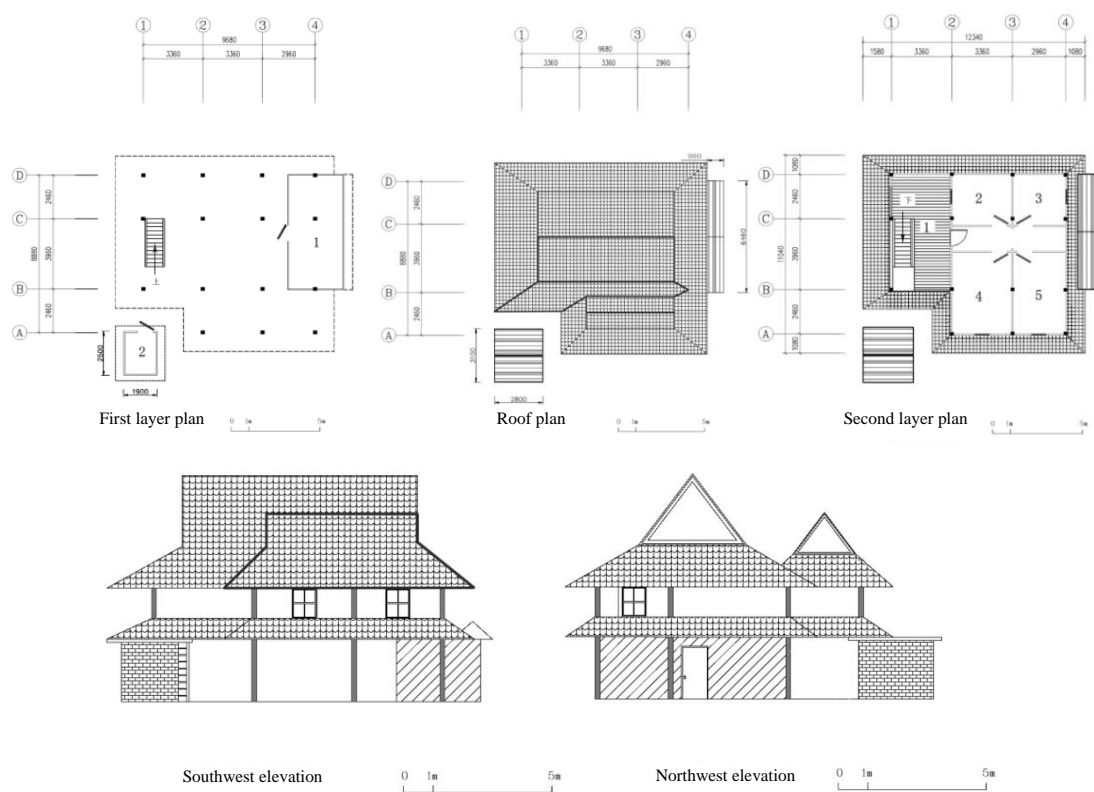 1 2 3 4
9680
3360 3360 2960
D
C
B
A
2460
3960
2460
8880
上
1
2
2500
1900
First layer plan
0 1m 5m
1 2 3 4
9680
3360 3360 2960
D
C
B
A
2460
3960
2460
8880
960
6460
3100
2800
Roof plan
0 1m 5m
1 2 3 4
12340
1580 3360 3360 2960 1080
D
C
B
A
1080
2460
3960
2460
1080
11040
下
1
2
3
4
5
Second layer plan
0 1m 5m
Southwest elevation
0 1m 5m
Northwest elevation
0 1m 5m